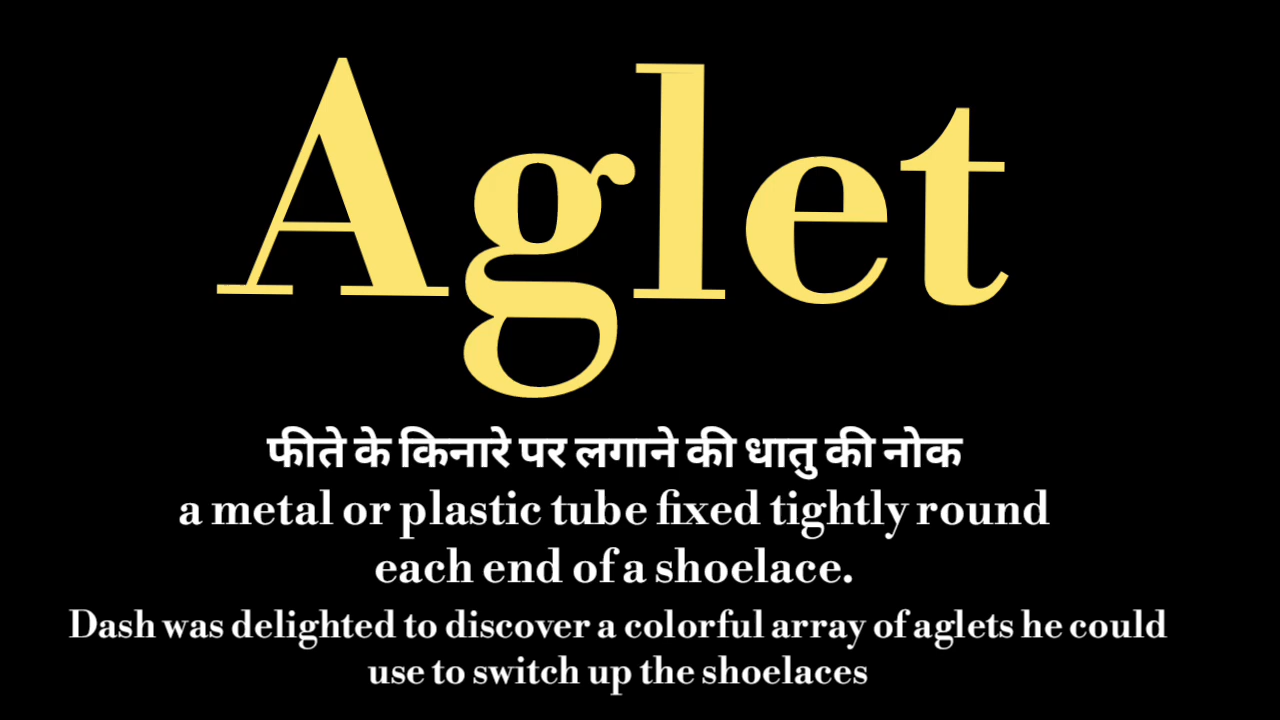 Aglet
फीते के किनारे पर लगाने की धातु की नोक
a metal or plastic tube fixed tightly round
each end of a shoelace.
Dash was delighted to discover a colorful array of aglets he could
use to switch up the shoelaces